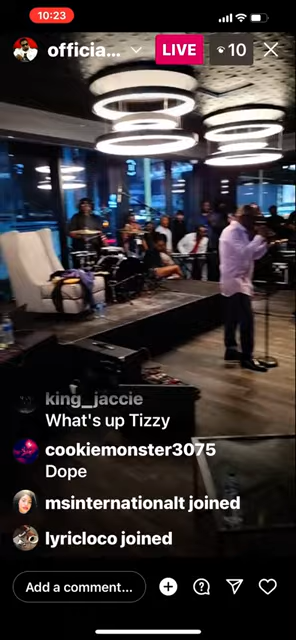 10:23
officia...
LIVE
10
king_jaccie
What's up Tizzy
cookiemonster3075
Dope
msinternationalt joined
lyricloco joined
Add a comment...